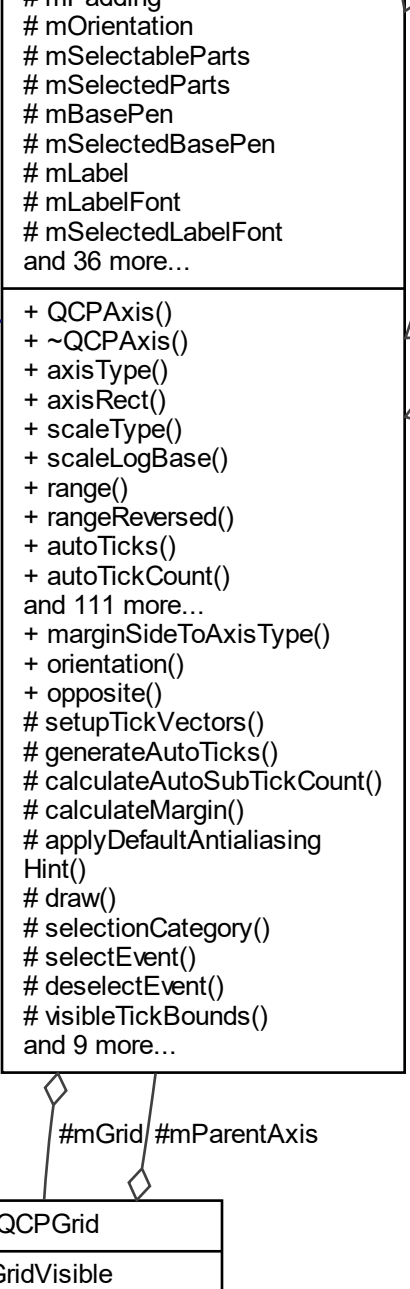 # mPadding
# mOrientation
# mSelectableParts
# mSelectedParts
# mBasePen
# mSelectedBasePen
# mLabel
# mLabelFont
# mSelectedLabelFont
and 36 more...
+ QCPAxis()
+ ~QCPAxis()
+ axisType()
+ axisRect()
+ scaleType()
+ scaleLogBase()
+ range()
+ rangeReversed()
+ autoTicks()
+ autoTickCount()
and 111 more...
+ marginSideToAxisType()
+ orientation()
+ opposite()
# setupTickVectors()
# generateAutoTicks()
# calculateAutoSubTickCount()
# calculateMargin()
# applyDefaultAntialiasing
Hint()
# draw()
# selectionCategory()
# selectEvent()
# deselectEvent()
# visibleTickBounds()
and 9 more...
#mGrid #mParentAxis
QCPGrid
GridVisible